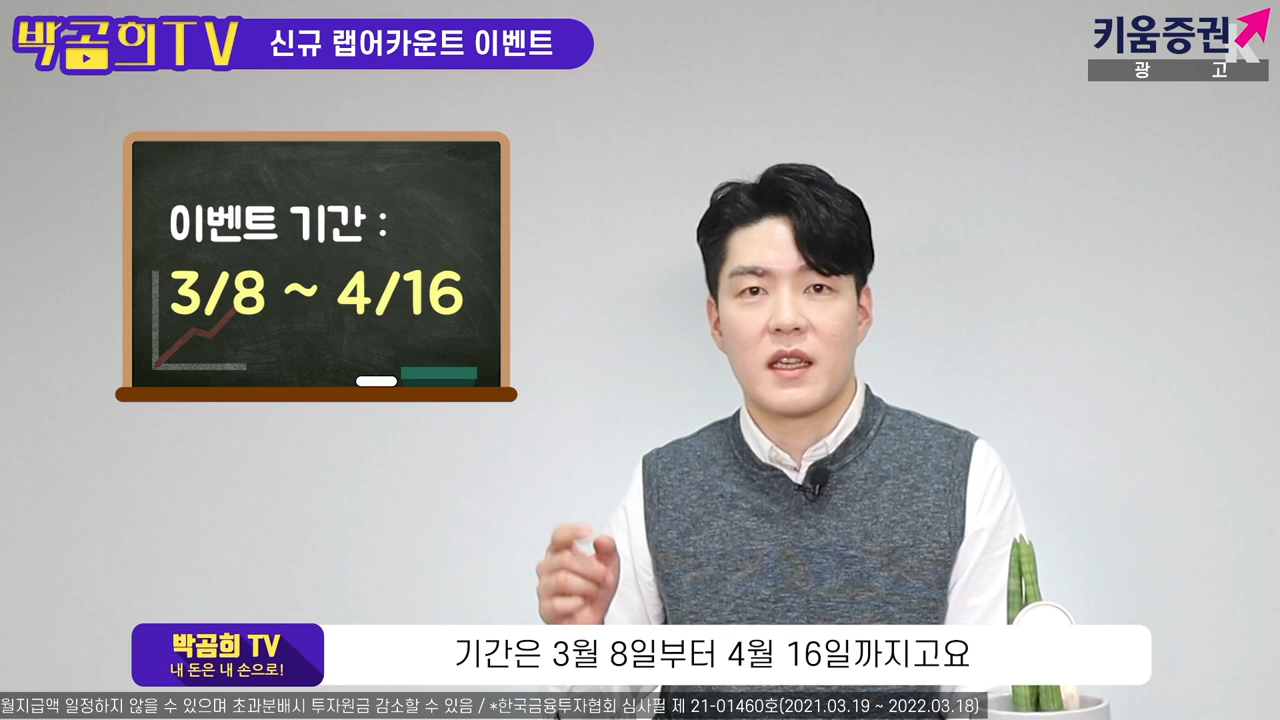 박곰희TV
신규 랩어카운트 이벤트
키움증권
광 고
이벤트 기간 :
3/8 ~ 4/16
박곰희 TV
내 돈은 내 손으로!
기간은 3월 8일부터 4월 16일까지고요
월지급액 일정하지 않을 수 있으며 초과분배시 투자원금 감소할 수 있음 / *한국금융투자협회 심사필 제 21-01460호(2021.03.19 ~ 2022.03.18)